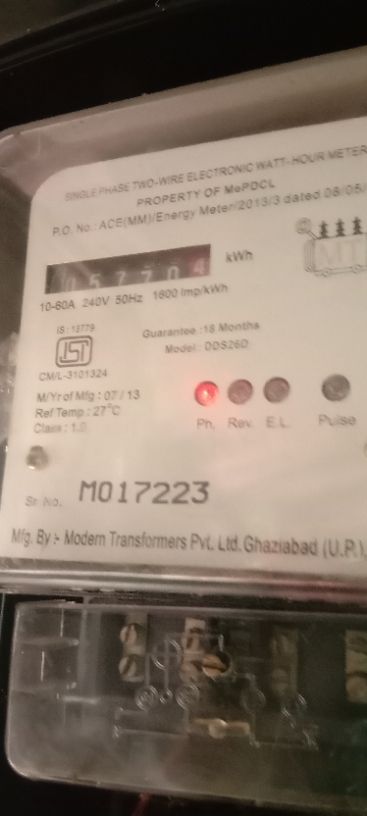 SINGLE PHASE TWO-WIRE ELECTRONIC WATT-HOUR METER
PROPERTY OF MePDCL
P.O. No.: ACE(MM)/Energy Meter/2013/3 dated 08/05/
057704 kWh
10-60A 240V 50Hz 1600 imp/kWh
IS:13779
Guarantee :18 Months
Model: DDS26D
CM/L-3101324
M/Yr of Mfg : 07 / 13
Ref Temp : 27°C
Class : 1.0
Ph. Rev. E.L. Pulse
Sr. No. M017223
Mfg. By :- Modern Transformers Pvt. Ltd. Ghaziabad (U.P.)